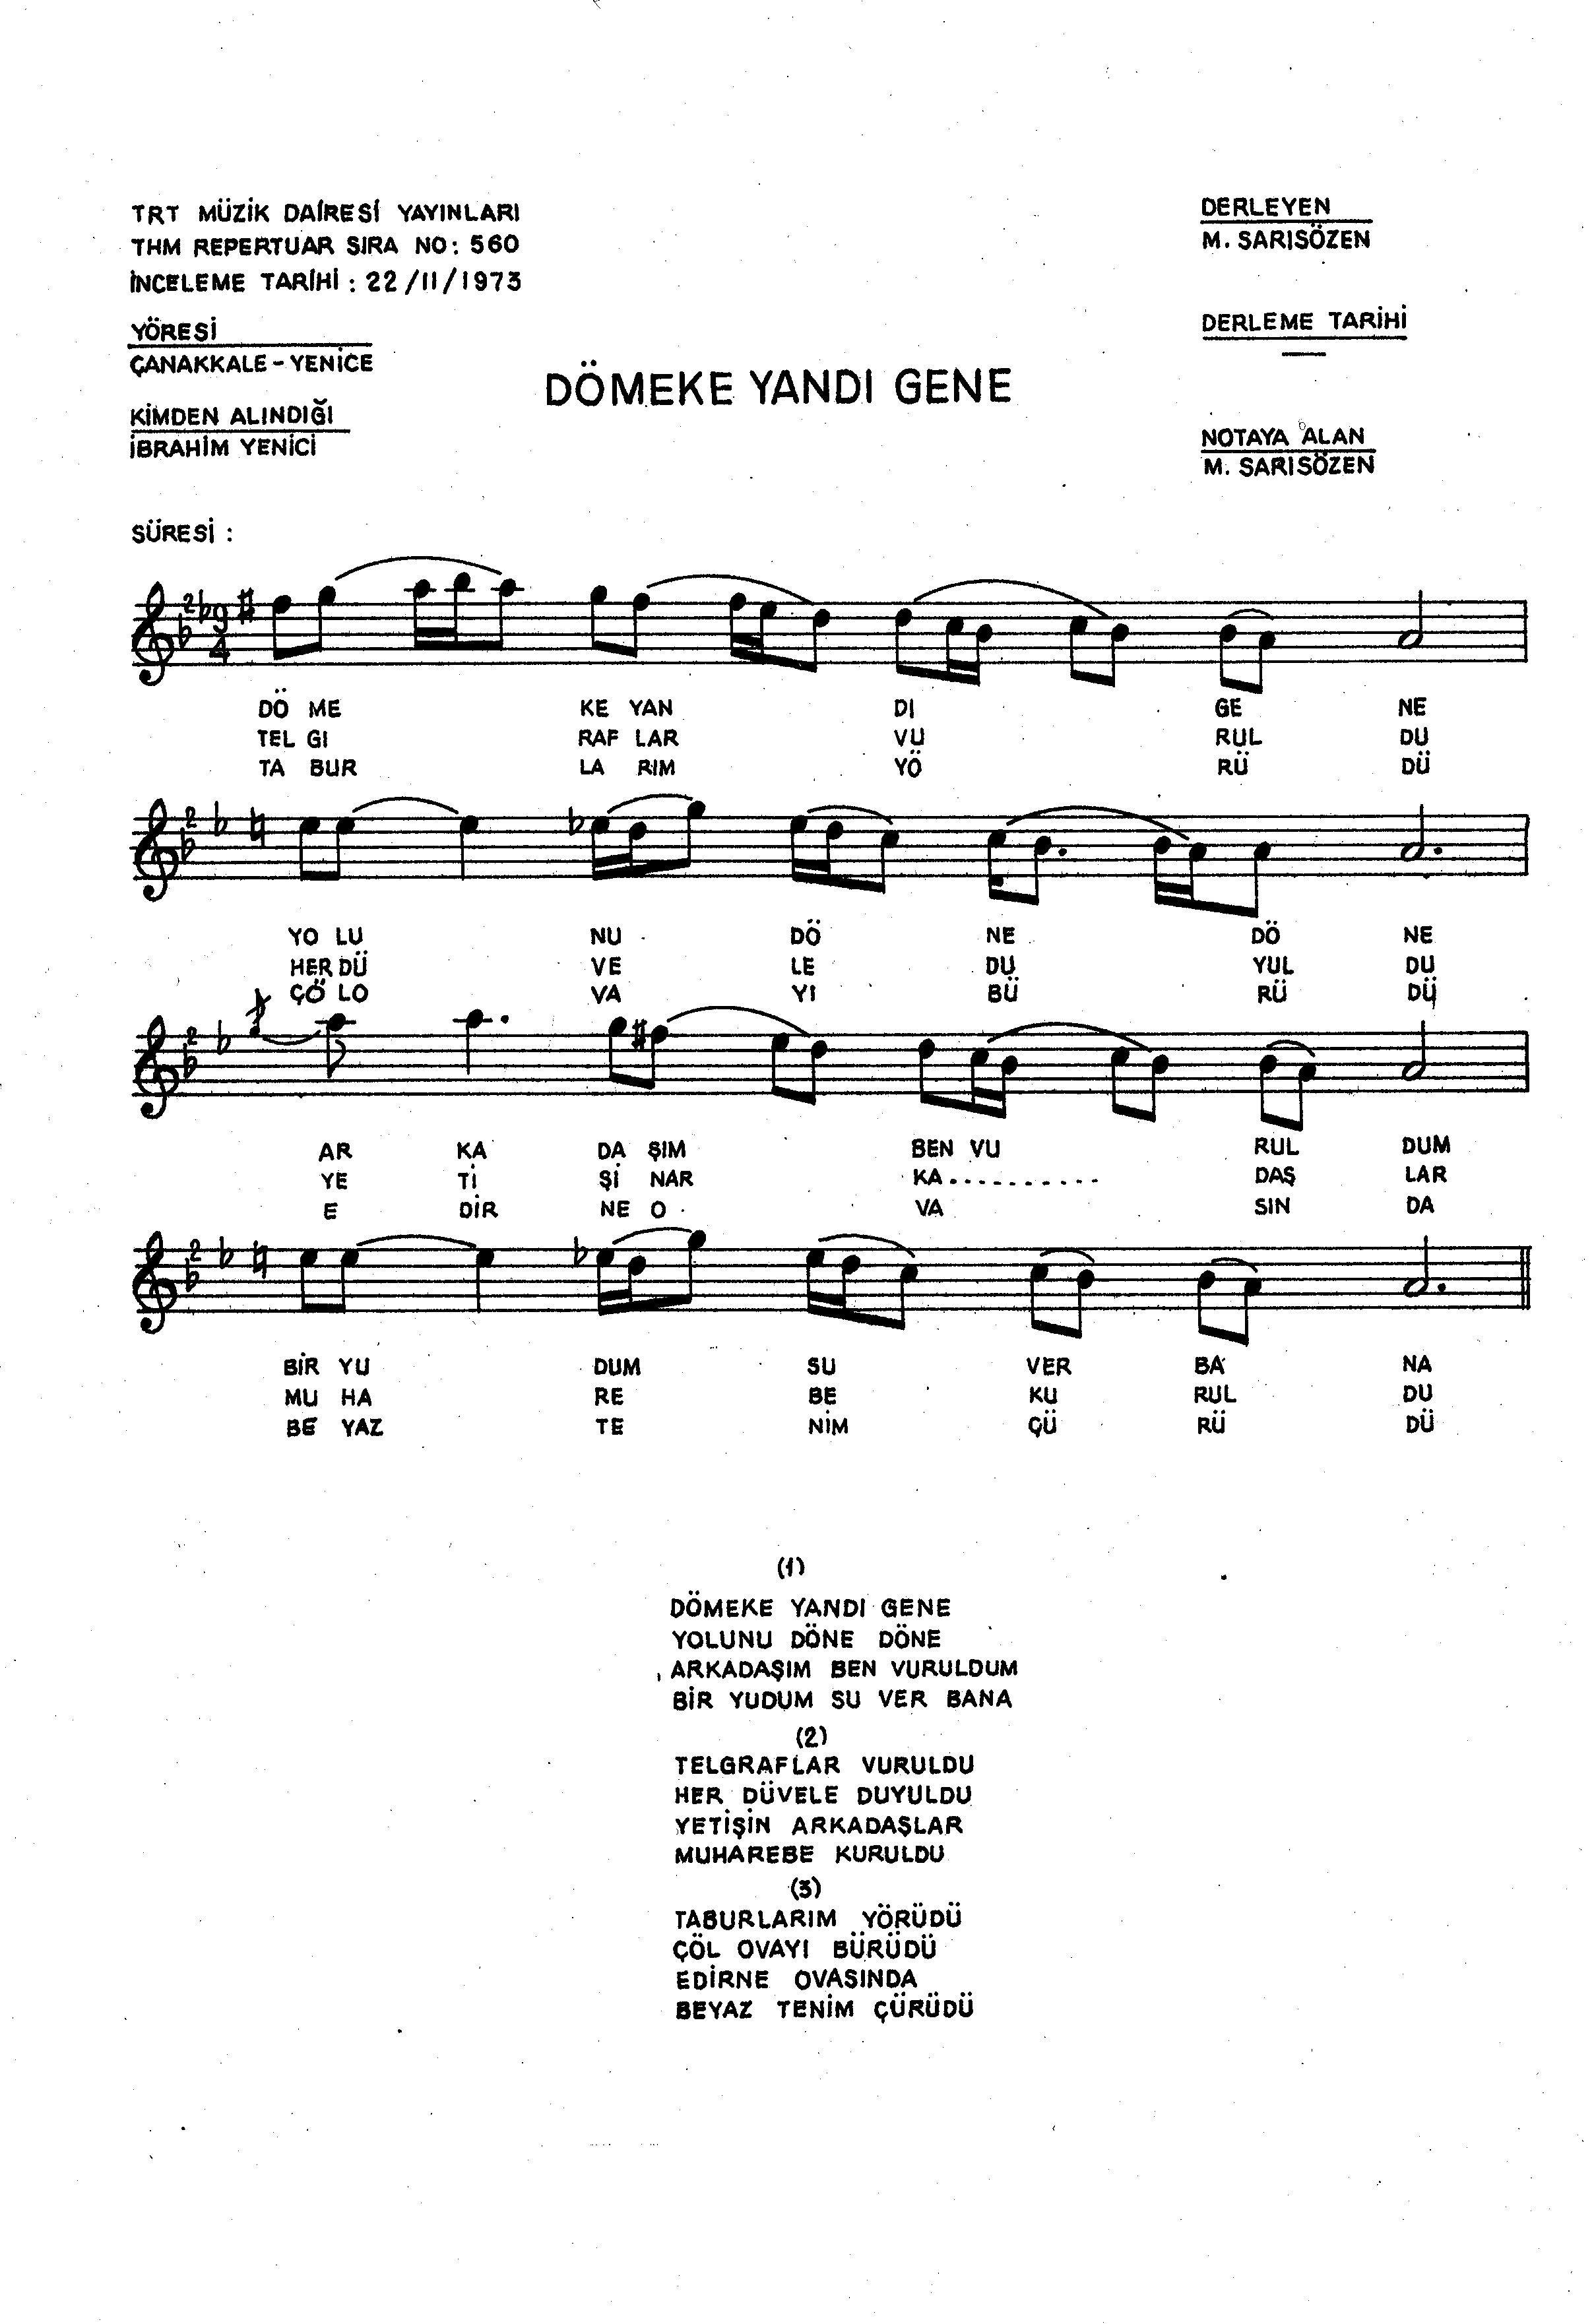 TRT MÜZİK DAİRESİ YAYINLARI
THM REPERTUAR SIRA NO: 560
İNCELEME TARİHİ : 22/11/1973
YÖRESİ
ÇANAKKALE - YENİCE
KİMDEN ALINDIĞI
İBRAHİM YENİCİ
DERLEYEN
M. SARISÖZEN
DERLEME TARİHİ
NOTAYA ALAN
M. SARISÖZEN
DÖMEKE YANDI GENE
SÜRESİ :
9
4
DÖ ME KE YAN DI GE NE
TEL GI RAF LAR VU RUL DU
TA BUR LA RIM YÖ RÜ DÜ
YO LU NU DÖ NE DÖ NE
HER DÜ VE LE DU YUL DU
ÇÖ LO VA YI BÜ RÜ DÜ
AR KA DA ŞIM BEN VU RUL DUM
YE Tİ Şİ NAR KA.......... DAŞ LAR
E DİR NE O VA SIN DA
BİR YU DUM SU VER BA NA
MU HA RE BE KU RUL DU
BE YAZ TE NİM ÇÜ RÜ DÜ
(1)
DÖMEKE YANDI GENE
YOLUNU DÖNE DÖNE
ARKADAŞIM BEN VURULDUM
BİR YUDUM SU VER BANA
(2)
TELGRAFLAR VURULDU
HER DÜVELE DUYULDU
YETİŞİN ARKADAŞLAR
MUHAREBE KURULDU
(3)
TABURLARIM YÖRÜDÜ
ÇÖL OVAYI BÜRÜDÜ
EDİRNE OVASINDA
BEYAZ TENİM ÇÜRÜDÜ